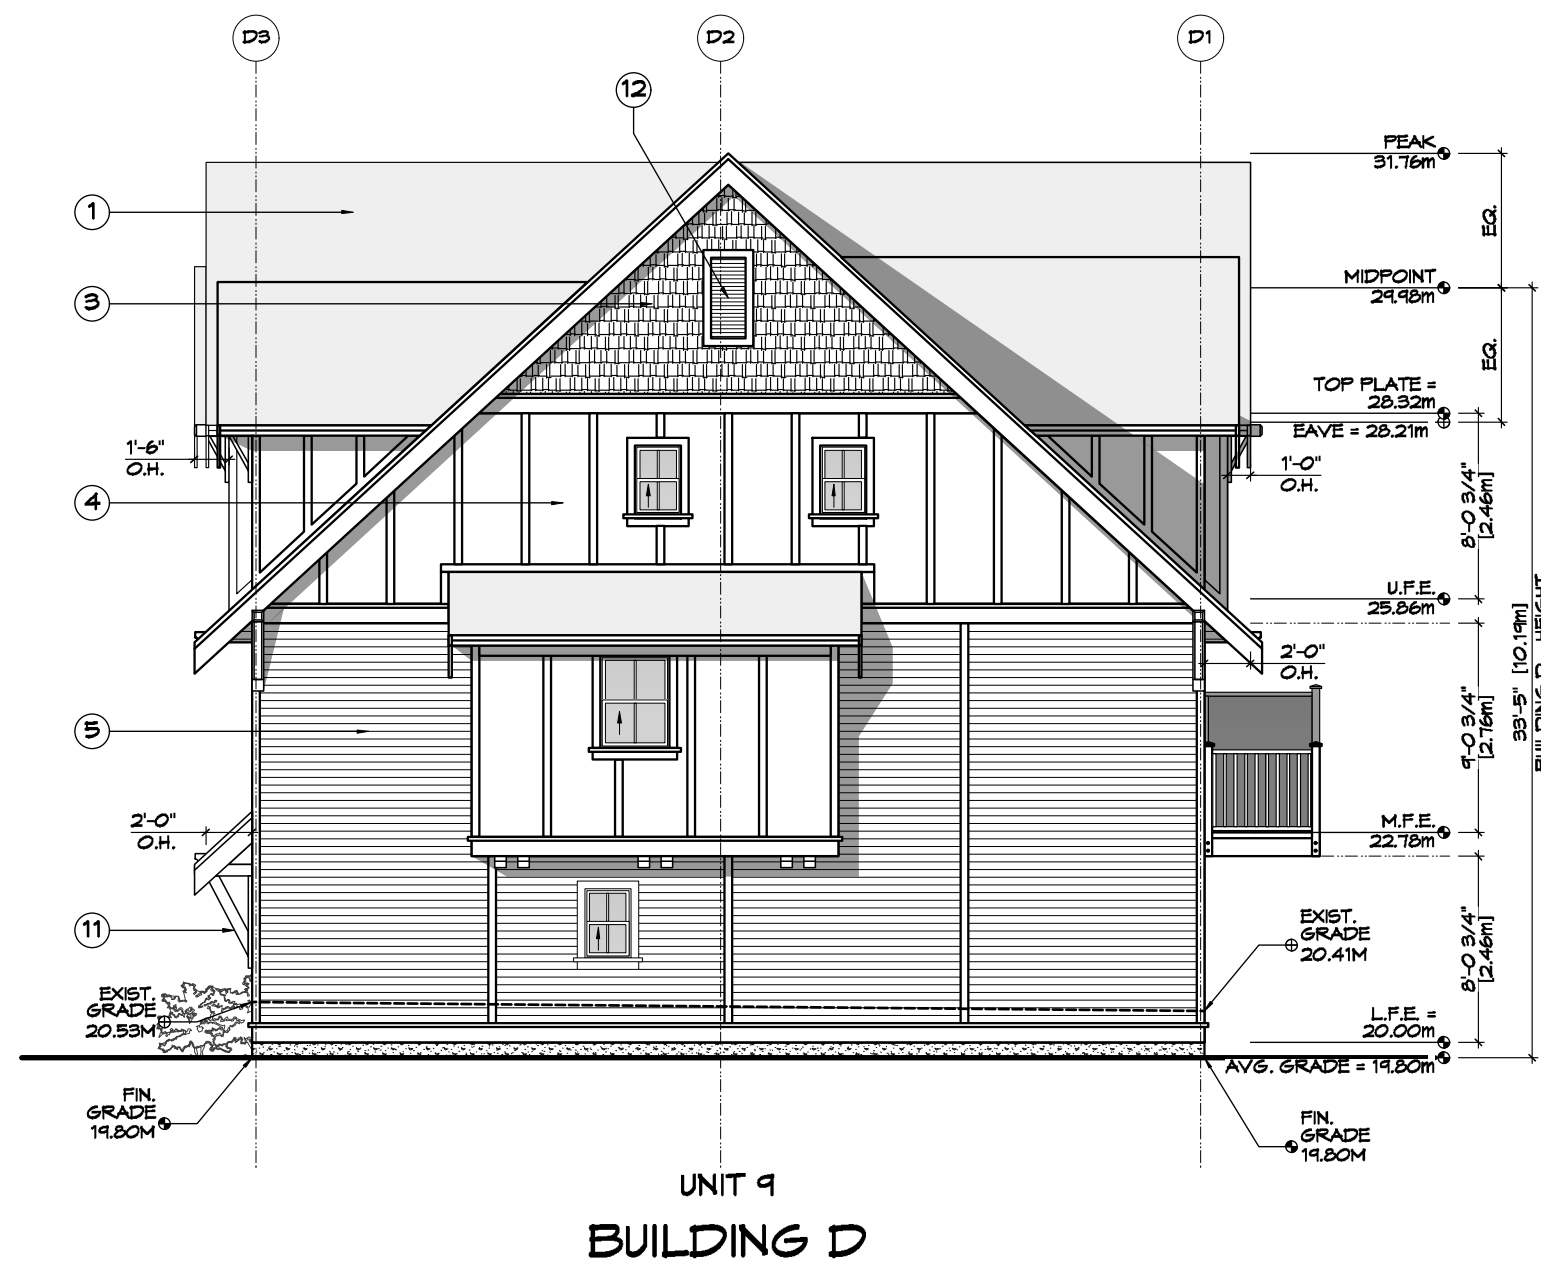 D3
D2
D1
12
PEAK
31.76m
1
EQ.
MIDPOINT
29.98m
3
EQ.
TOP PLATE =
28.32m
EAVE = 28.21m
1'-6"
O.H.
1'-0"
O.H.
4
8'-0 3/4"
[2.46m]
U.F.E.
25.86m
33'-5" [10.19m]
BUILDING D HEIGHT
2'-0"
O.H.
5
9'-0 3/4"
[2.76m]
2'-0"
O.H.
M.F.E.
22.78m
11
EXIST.
GRADE
20.41M
8'-0 3/4"
[2.46m]
EXIST.
GRADE
20.53M
L.F.E. =
20.00m
AVG. GRADE = 19.80m
FIN.
GRADE
19.80M
FIN.
GRADE
19.80M
UNIT 9
BUILDING D